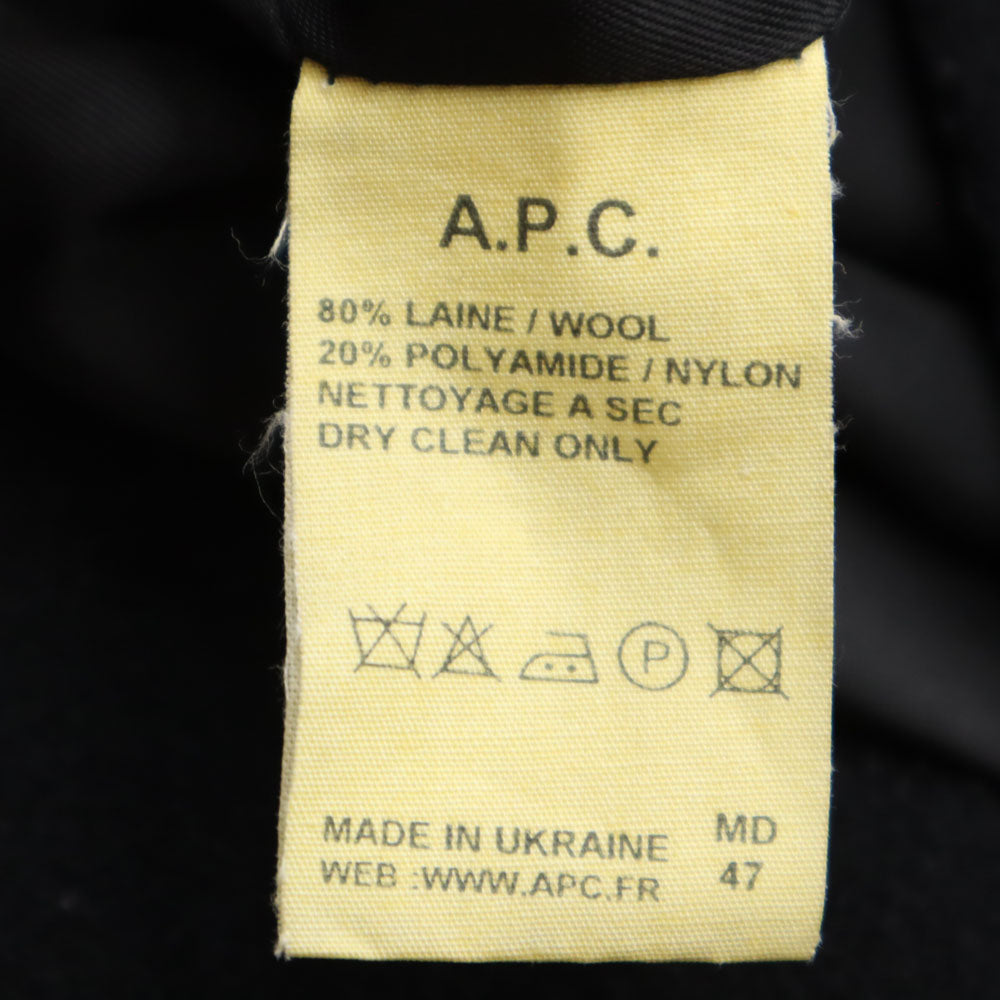 A.P.C.
80% LAINE / WOOL
20% POLYAMIDE / NYLON
NETTOYAGE A SEC
DRY CLEAN ONLY
P
MADE IN UKRAINE MD
WEB :WWW.APC.FR 47